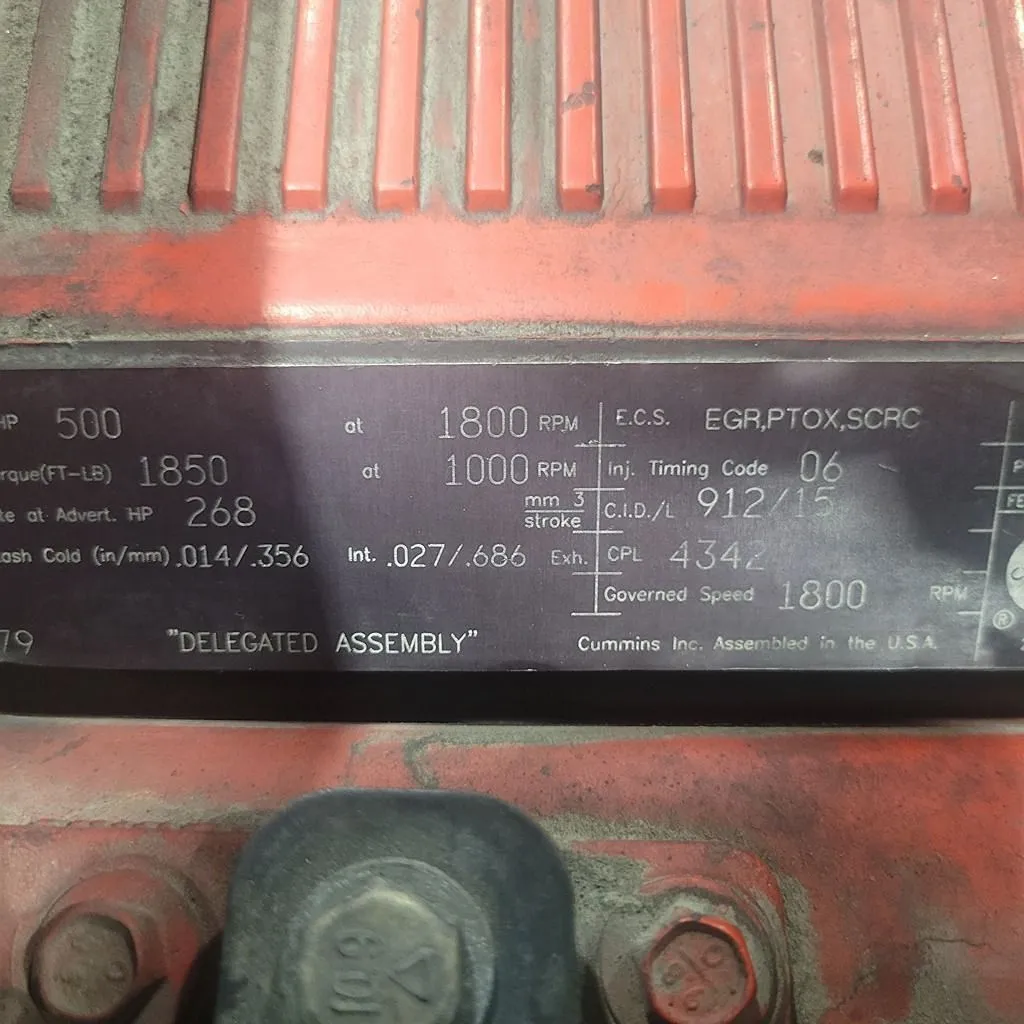 HP 500 at 1800 RPM
rque(FT-LB) 1850 at 1000 RPM
te at Advert. HP 268 mm 3
stroke
ash Cold (in/mm) .014/.356 Int. .027/.686 Exh.
79 "DELEGATED ASSEMBLY"
E.C.S. EGR,PTOX,SCRC
Inj. Timing Code 06
C.I.D./L 912/15
CPL 4342
Governed Speed 1800 RPM
Cummins Inc. Assembled in the U.S.A.
P
FE
®